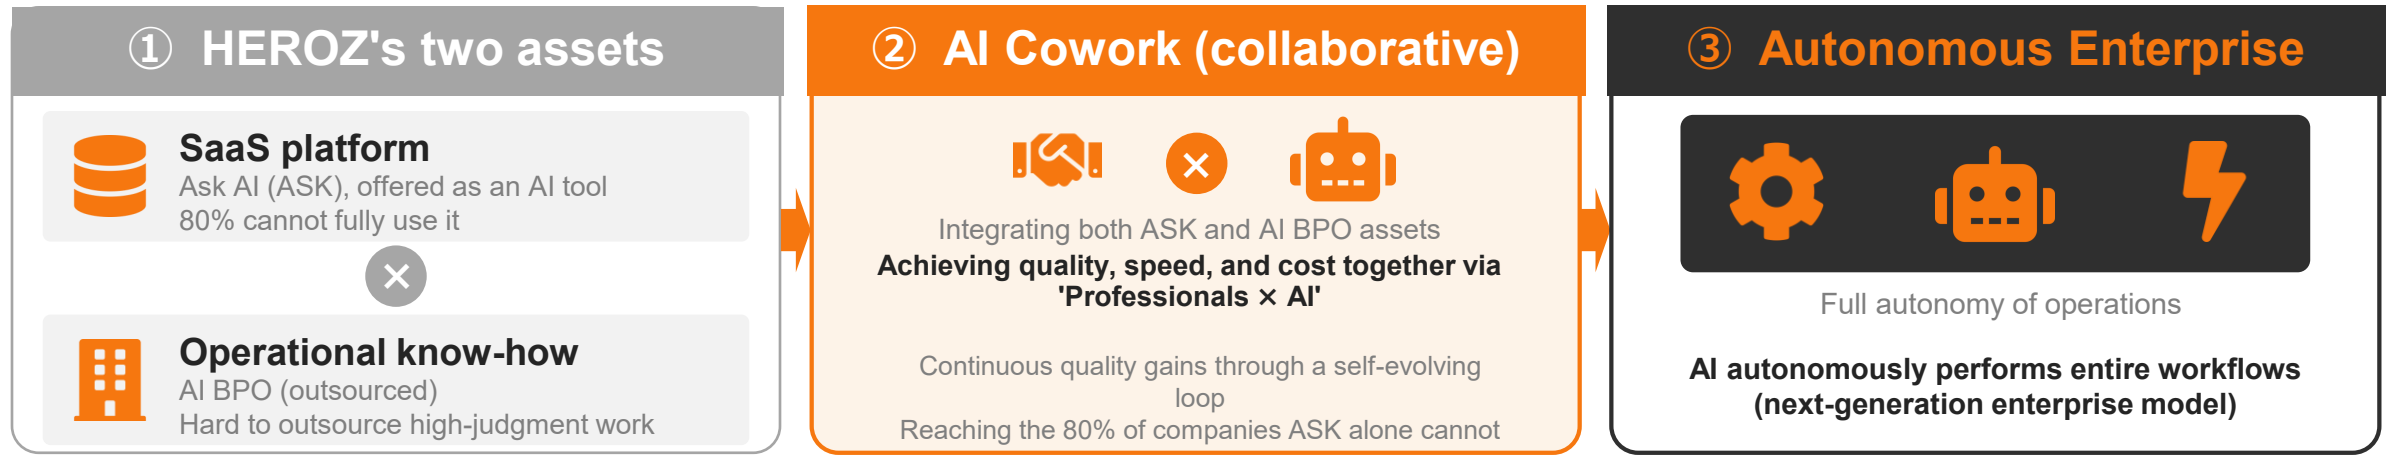 ① HEROZ's two assets
SaaS platform
Ask AI (ASK), offered as an AI tool
80% cannot fully use it
×
Operational know-how
AI BPO (outsourced)
Hard to outsource high-judgment work
② AI Cowork (collaborative)
×
Integrating both ASK and AI BPO assets
Achieving quality, speed, and cost together via
'Professionals × AI'
Continuous quality gains through a self-evolving
loop
Reaching the 80% of companies ASK alone cannot
③ Autonomous Enterprise
Full autonomy of operations
AI autonomously performs entire workflows
(next-generation enterprise model)